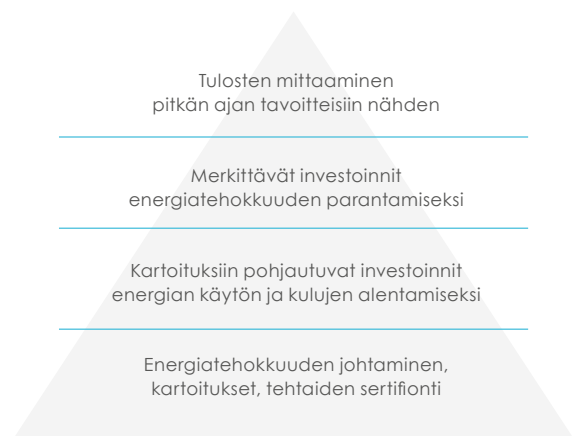 Tulosten mittaaminen
pitkän ajan tavoitteisiin nähden
Merkittävät investoinnit
energiatehokkuuden parantamiseksi
Kartoituksiin pohjautuvat investoinnit
energian käytön ja kulujen alentamiseksi
Energiatehokkuuden johtaminen,
kartoitukset, tehtaiden sertifionti